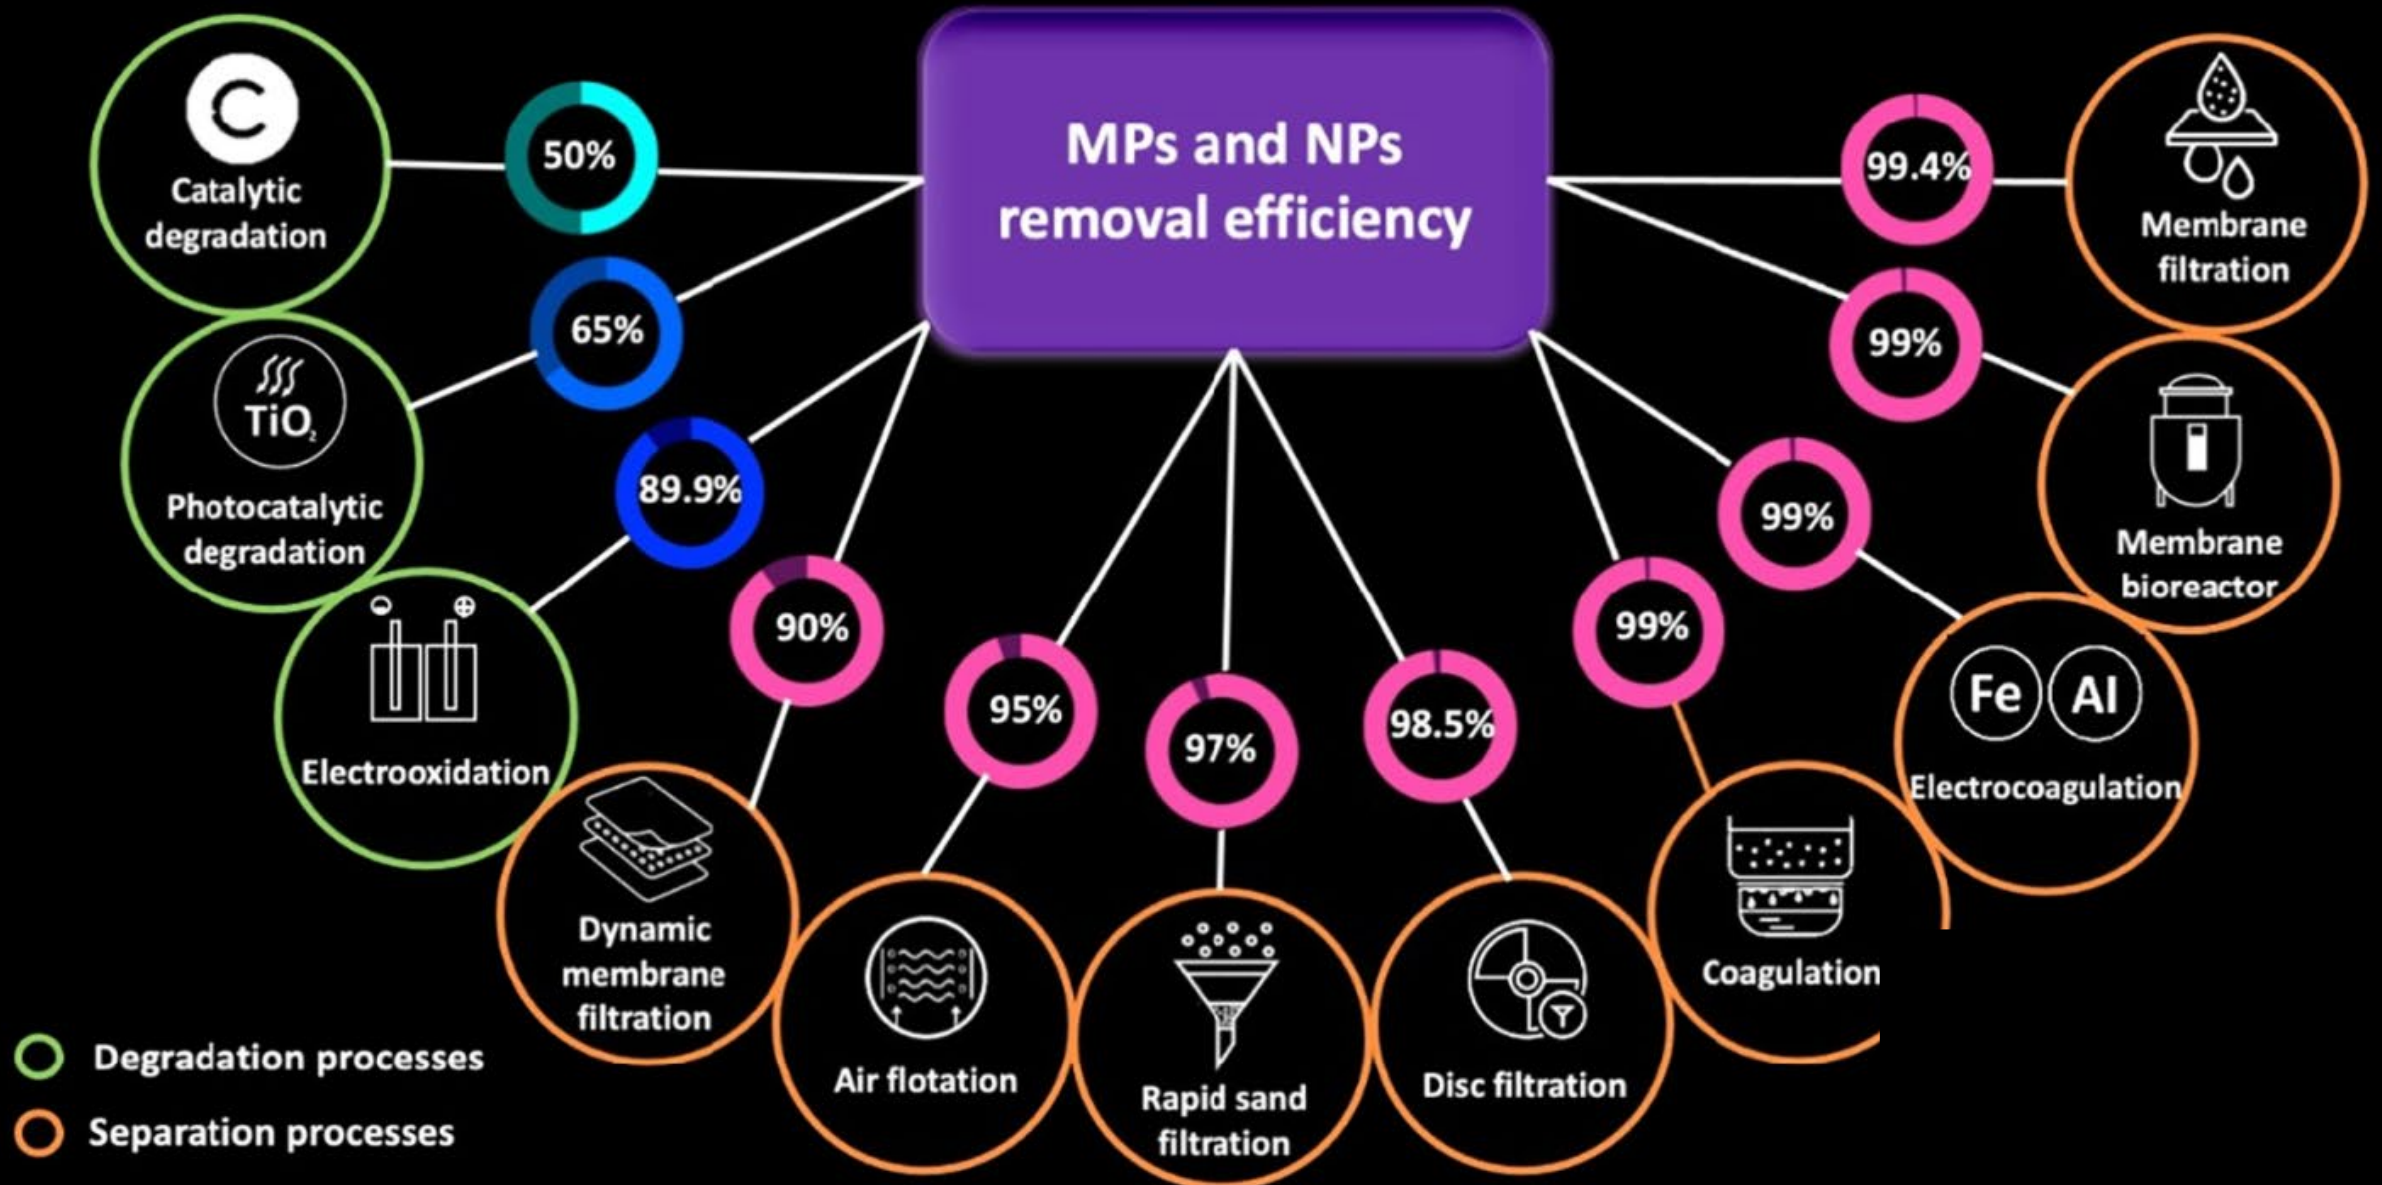 MPs and NPs
removal efficiency
C
Catalytic
degradation
50%
TiO₂
Photocatalytic
degradation
65%
Electrooxidation
89.9%
Dynamic
membrane
filtration
90%
Air flotation
95%
Rapid sand
filtration
97%
Disc filtration
98.5%
Coagulation
99%
Fe Al
Electrocoagulation
99%
Membrane
bioreactor
99%
Membrane
filtration
99.4%
Degradation processes
Separation processes